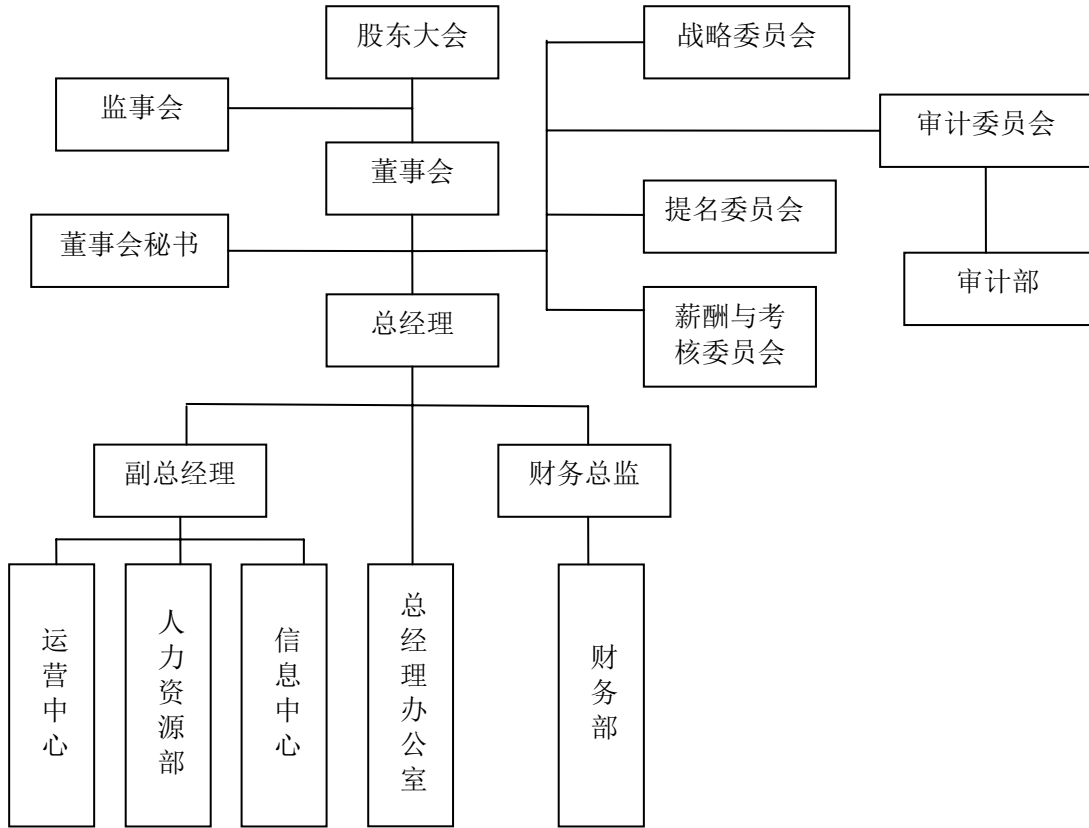 股东大会
战略委员会
监事会
审计委员会
董事会
提名委员会
董事会秘书
审计部
总经理
薪酬与考
核委员会
副总经理
财务总监
运营中心
人力资源部
信息中心
总经理办公室
财务部